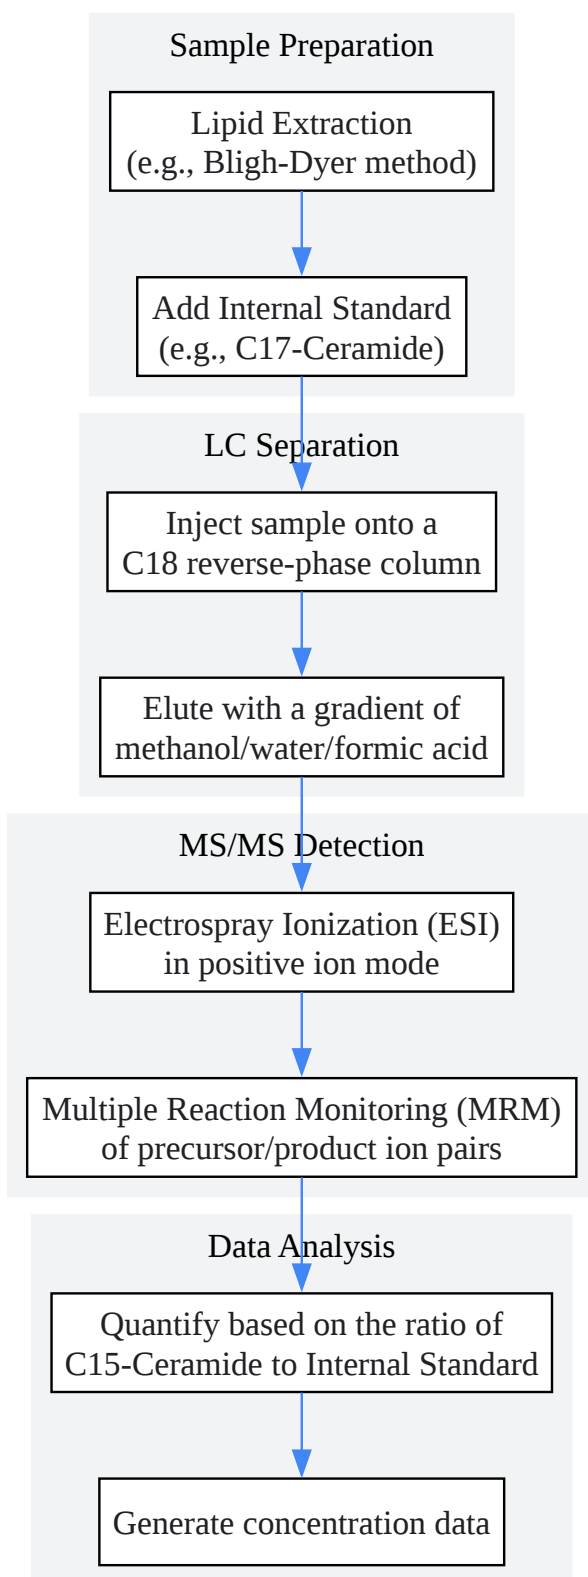 Sample Preparation
Lipid Extraction
(e.g., Bligh-Dyer method)
Add Internal Standard
(e.g., C17-Ceramide)
LC Separation
Inject sample onto a
C18 reverse-phase column
Elute with a gradient of
methanol/water/formic acid
MS/MS Detection
Electrospray Ionization (ESI)
in positive ion mode
Multiple Reaction Monitoring (MRM)
of precursor/product ion pairs
Data Analysis
Quantify based on the ratio of
C15-Ceramide to Internal Standard
Generate concentration data